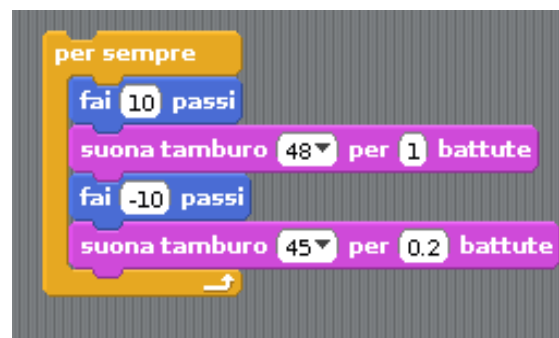 per sempre
fai 10 passi
suona tamburo 48 per 1 battute
fai -10 passi
suona tamburo 45 per 0.2 battute